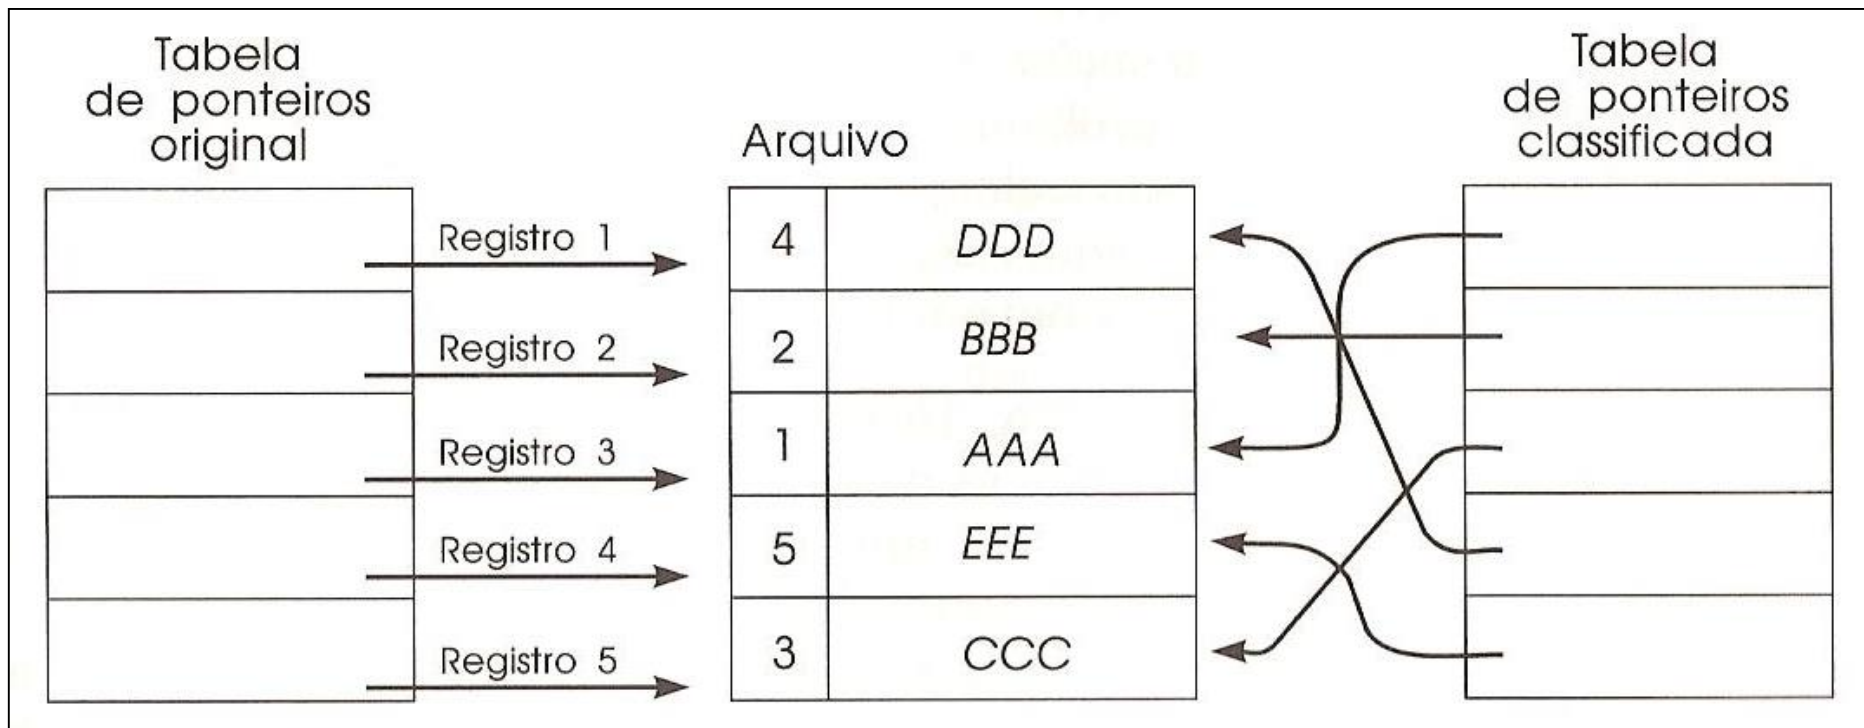 Tabela
de ponteiros
original
Arquivo
Tabela
de ponteiros
classificada
Registro 1
4 DDD
Registro 2
2 BBB
Registro 3
1 AAA
Registro 4
5 EEE
Registro 5
3 CCC